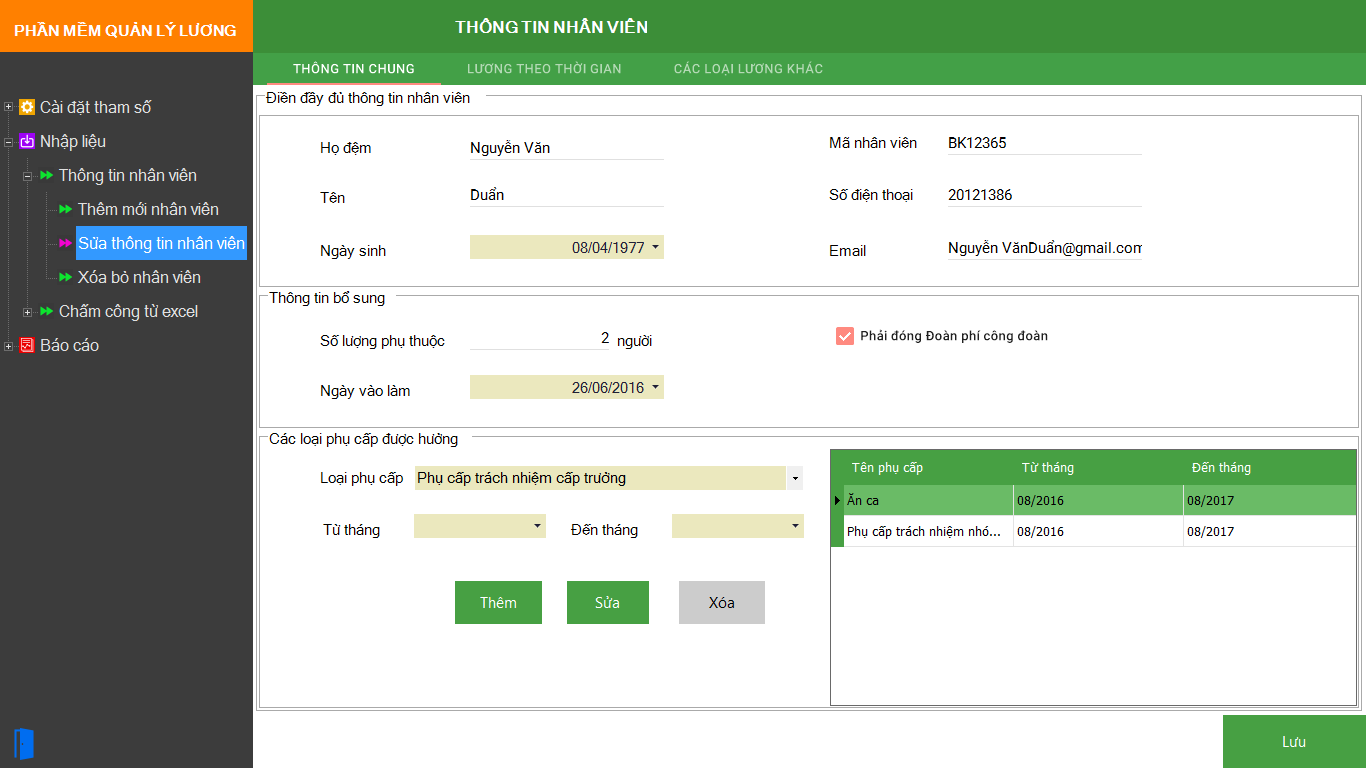 PHẦN MỀM QUẢN LÝ LƯƠNG
THÔNG TIN NHÂN VIÊN
THÔNG TIN CHUNG
LƯƠNG THEO THỜI GIAN
CÁC LOẠI LƯƠNG KHÁC
Cài đặt tham số
Nhập liệu
Thông tin nhân viên
Thêm mới nhân viên
Sửa thông tin nhân viên
Xóa bỏ nhân viên
Chấm công từ excel
Báo cáo
Điền đầy đủ thông tin nhân viên
Họ đệm
Nguyễn Văn
Mã nhân viên
BK12365
Tên
Duẩn
Số điện thoại
20121386
Ngày sinh
08/04/1977
Email
Nguyễn VănDuẩn@gmail.com
Thông tin bổ sung
Số lượng phụ thuộc
2
người
Phải đóng Đoàn phí công đoàn
Ngày vào làm
26/06/2016
Các loại phụ cấp được hưởng
Loại phụ cấp
Phụ cấp trách nhiệm cấp trưởng
Từ tháng
Đến tháng
Thêm
Sửa
Xóa
Tên phụ cấp
Từ tháng
Đến tháng
Ăn ca
08/2016
08/2017
Phụ cấp trách nhiệm nhó...
08/2016
08/2017
Lưu